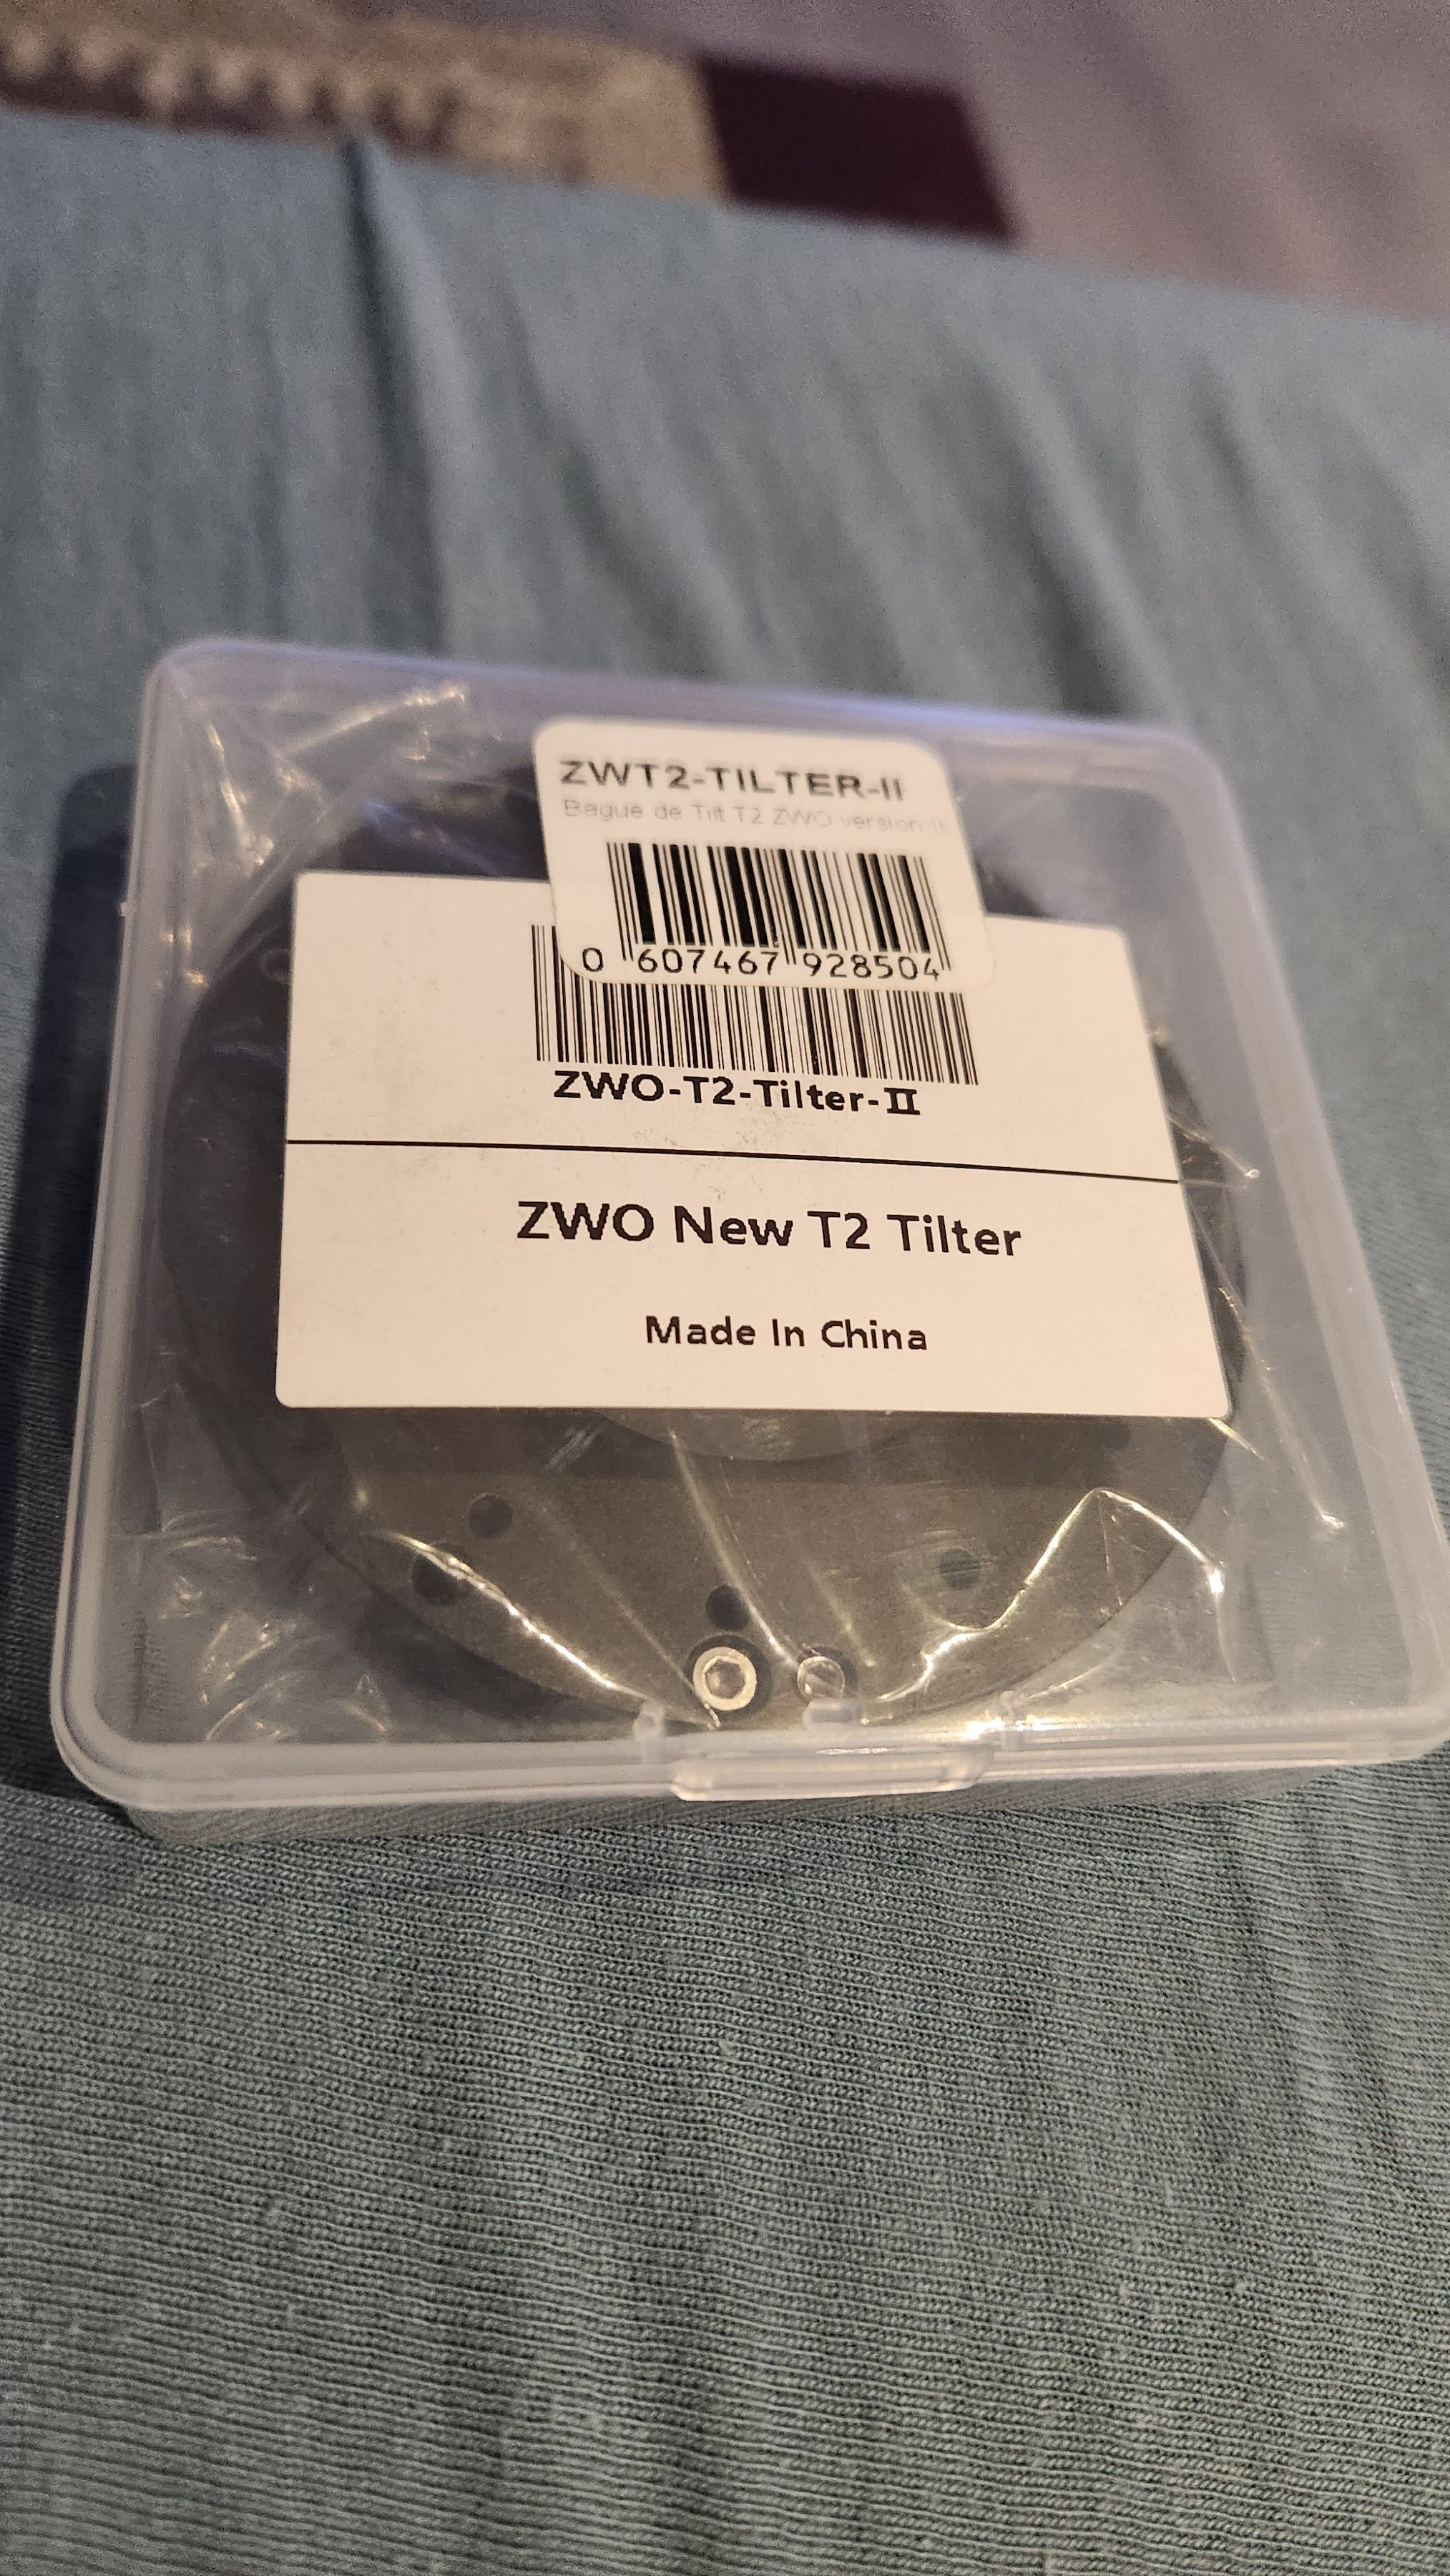 ZWT2-TILTER-II
Bague de Tilt T2 ZWO version II
0 607467 928504
ZWO-T2-Tilter-II
ZWO New T2 Tilter
Made In China